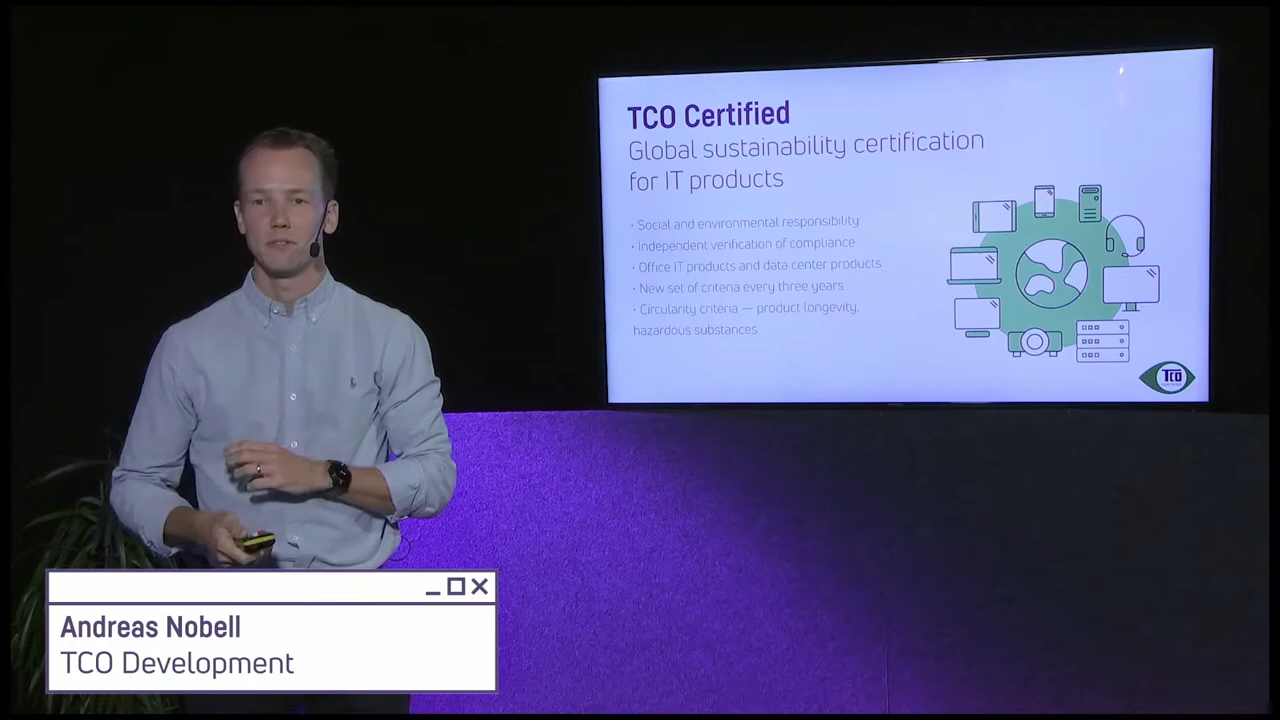 TCO Certified
Global sustainability certification
for IT products
• Social and environmental responsibility
• Independent verification of compliance
• Office IT products and data center products
• New set of criteria every three years
• Circularity criteria — product longevity,
hazardous substances
TCO
CERTIFIED
Andreas Nobell
TCO Development